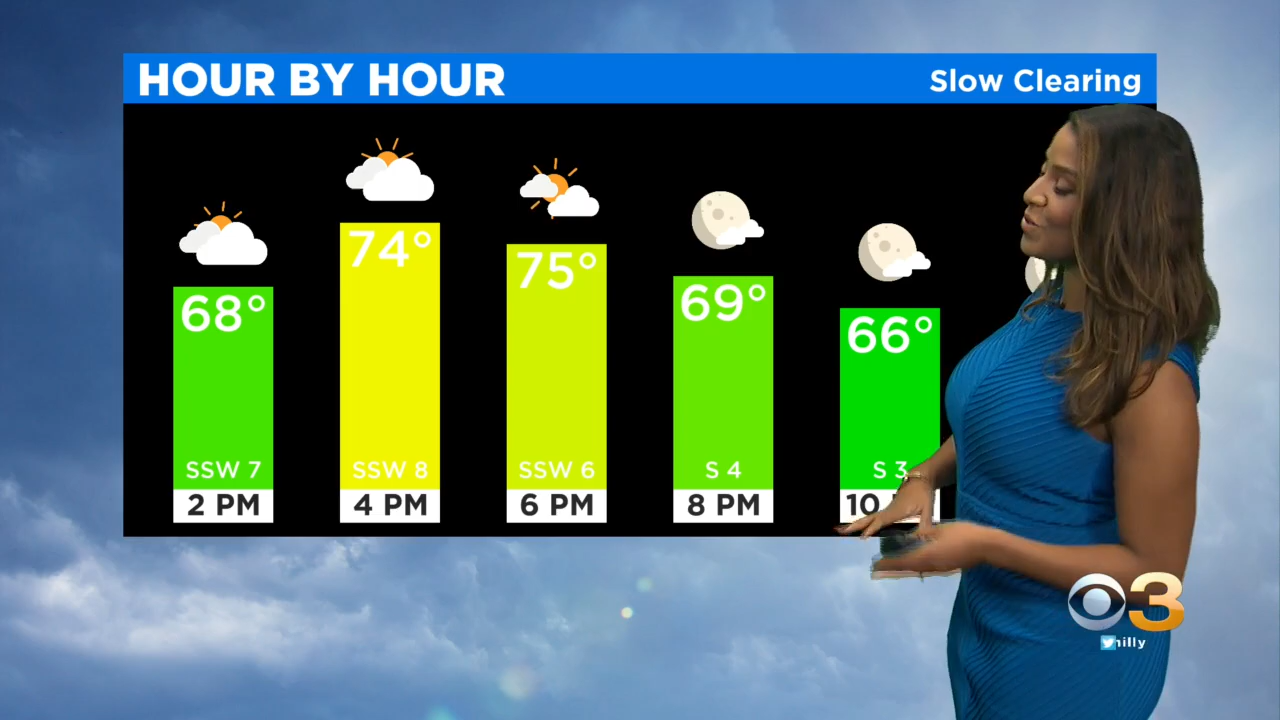 HOUR BY HOUR
Slow Clearing
68°
74°
75°
69°
66°
SSW 7
SSW 8
SSW 6
S 4
S 3
2 PM
4 PM
6 PM
8 PM
10
3